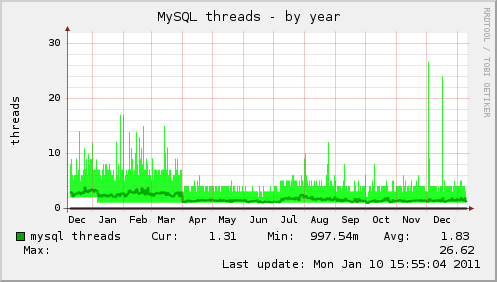 MySQL threads - by year
RRDTOOL / TOBI OETIKER
threads
30
20
10
0
Dec Jan Feb Mar Apr May Jun Jul Aug Sep Oct Nov Dec
mysql threads Cur: 1.31 Min: 997.54m Avg: 1.83
Max: 26.62
Last update: Mon Jan 10 15:55:04 2011